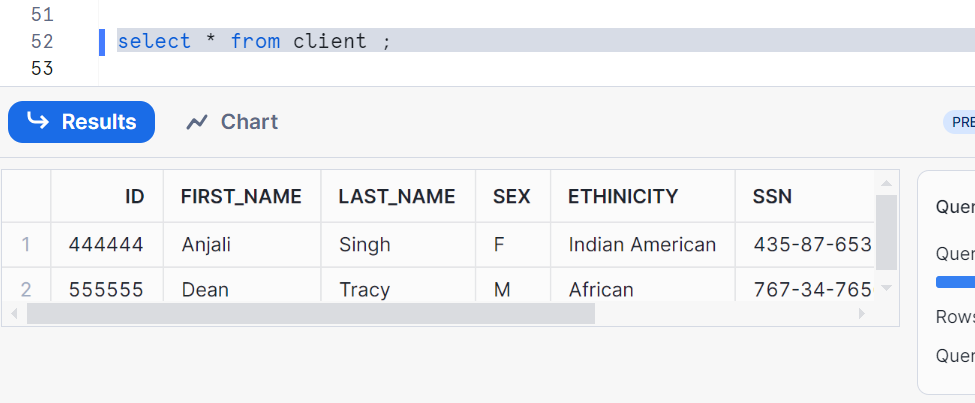 51
52 select * from client ;
53
Results Chart PRE
ID FIRST_NAME LAST_NAME SEX ETHINICITY SSN
1 444444 Anjali Singh F Indian American 435-87-653
2 555555 Dean Tracy M African 767-34-765
Quer
Quer
Rows
Quer